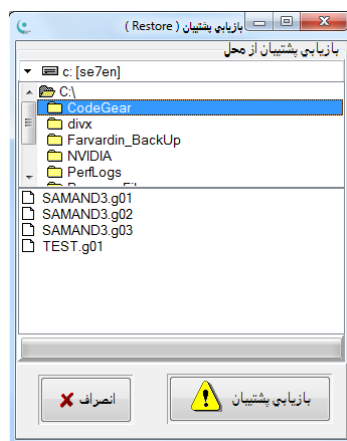 بازیابی پشتیبان ( Restore )
بازیابی پشتیبان از محل
c: [se7en]
C:\
CodeGear
divx
Farvardin_BackUp
NVIDIA
PerfLogs
SAMAND3.g01
SAMAND3.g02
SAMAND3.g03
TEST.g01
بازیابی پشتیبان
انصراف